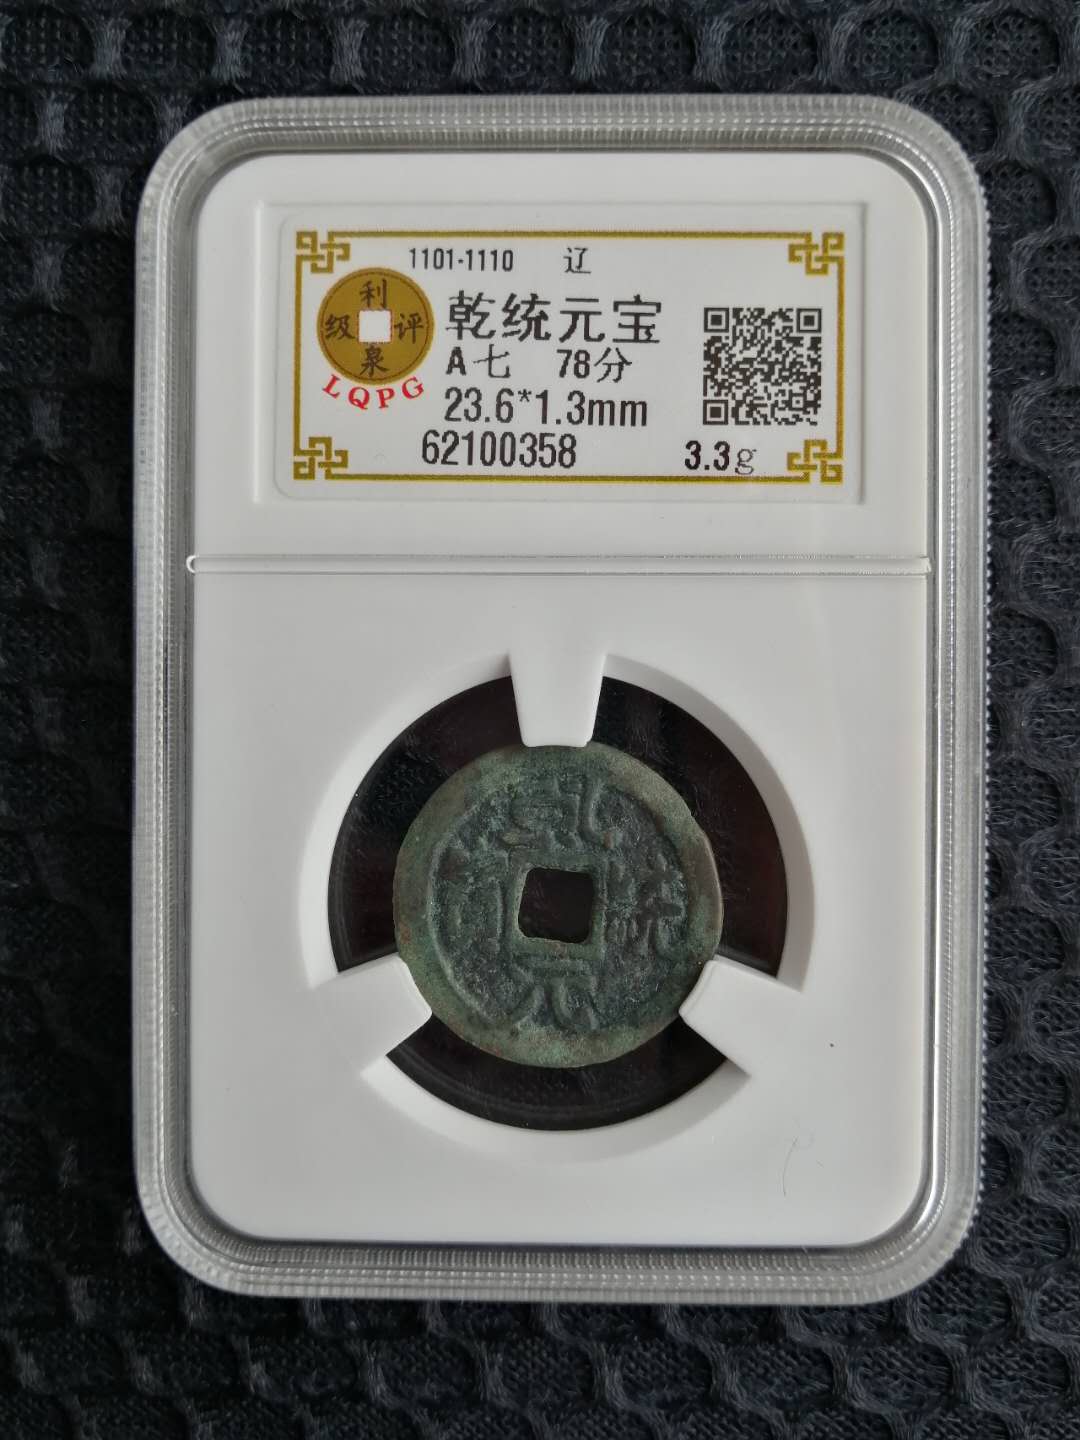 1101-1110 辽
利泉评级
LQPG
乾统元宝
A七 78分
23.6*1.3mm
62100358 3.3g
乾统元宝